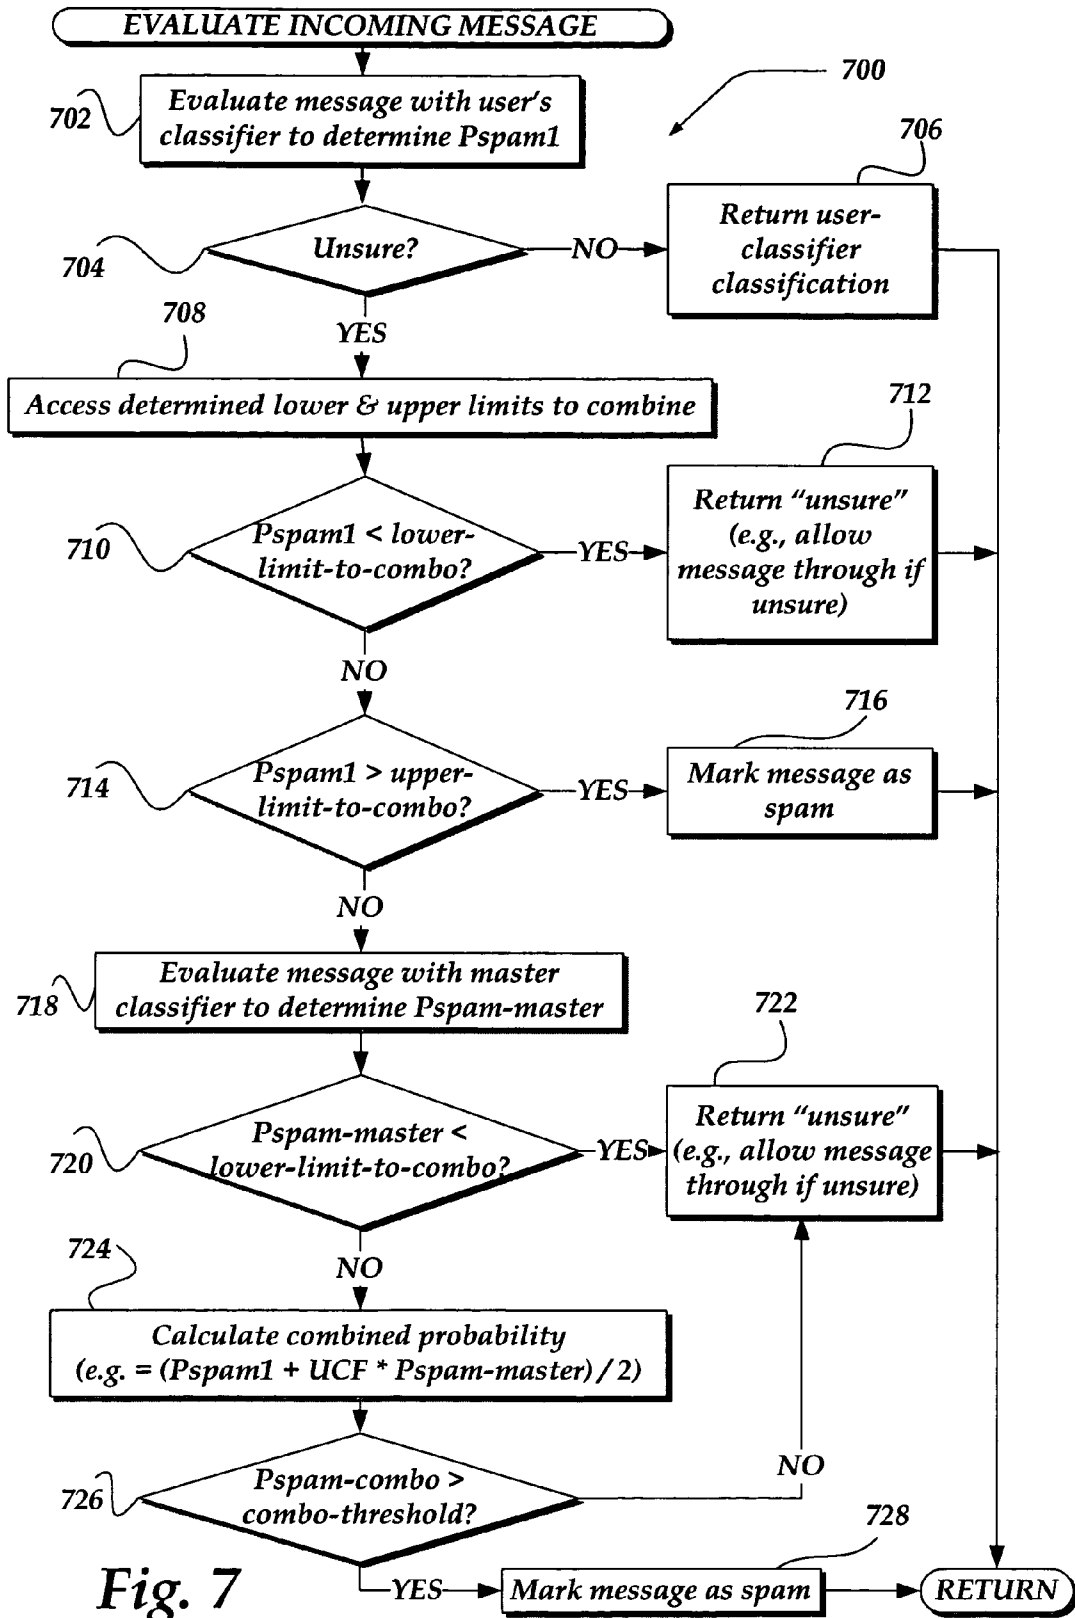 EVALUATE INCOMING MESSAGE
700
702
Evaluate message with user's
classifier to determine Pspam1
706
704
Unsure?
NO
Return user-
classifier
classification
YES
708
Access determined lower & upper limits to combine
712
710
Pspam1 < lower-
limit-to-combo?
YES
Return “unsure”
(e.g., allow
message through if
unsure)
NO
716
714
Pspam1 > upper-
limit-to-combo?
YES
Mark message as
spam
NO
718
Evaluate message with master
classifier to determine Pspam-master
722
720
Pspam-master <
lower-limit-to-combo?
YES
Return “unsure”
(e.g., allow message
through if unsure)
NO
724
Calculate combined probability
(e.g. = (Pspam1 + UCF * Pspam-master) / 2)
726
Pspam-combo >
combo-threshold?
NO
728
YES
Mark message as spam
RETURN
Fig. 7